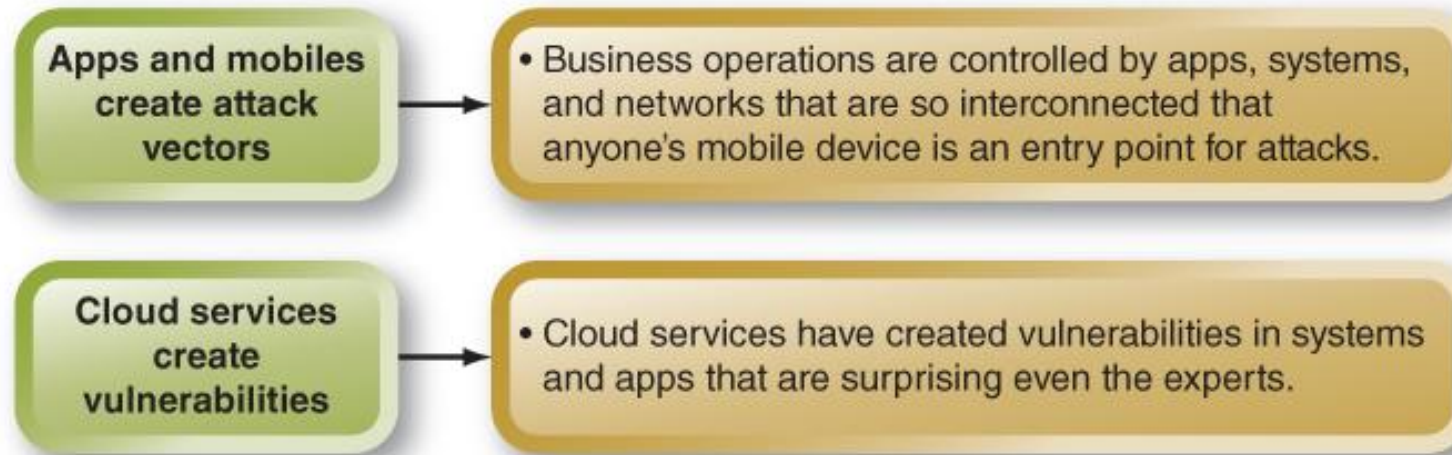 Apps and mobiles
create attack
vectors
• Business operations are controlled by apps, systems,
and networks that are so interconnected that
anyone's mobile device is an entry point for attacks.
Cloud services
create
vulnerabilities
• Cloud services have created vulnerabilities in systems
and apps that are surprising even the experts.